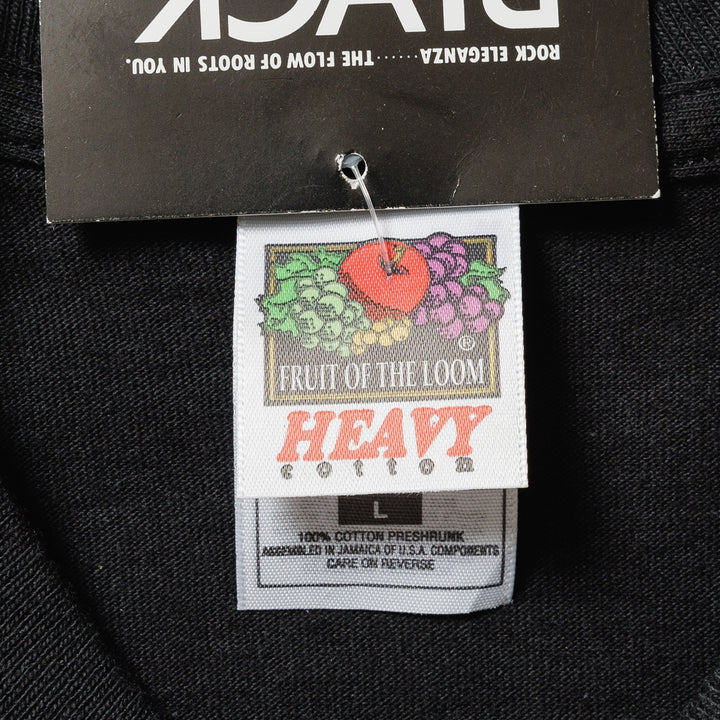 BLACK
ROCK ELEGANZA······THE FLOW OF ROOTS IN YOU.
FRUIT OF THE LOOM ®
HEAVY
cotton
L
100% COTTON PRESHRUNK
ASSEMBLED IN JAMAICA OF U.S.A. COMPONENTS
CARE ON REVERSE